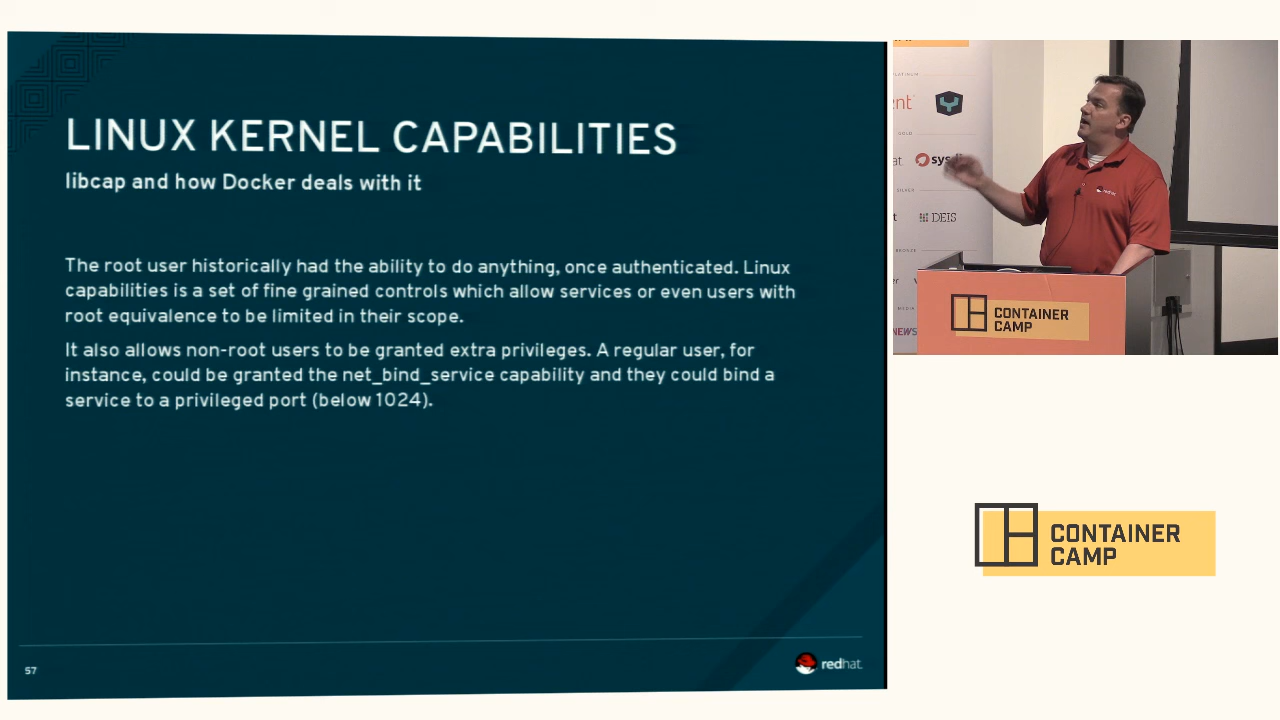 LINUX KERNEL CAPABILITIES
libcap and how Docker deals with it
The root user historically had the ability to do anything, once authenticated. Linux
capabilities is a set of fine grained controls which allow services or even users with
root equivalence to be limited in their scope.
It also allows non-root users to be granted extra privileges. A regular user, for
instance, could be granted the net_bind_service capability and they could bind a
service to a privileged port (below 1024).
57
redhat
GOLD
SILVER
DEIS
MEDIA
redhat
CONTAINER
CAMP
CONTAINER
CAMP